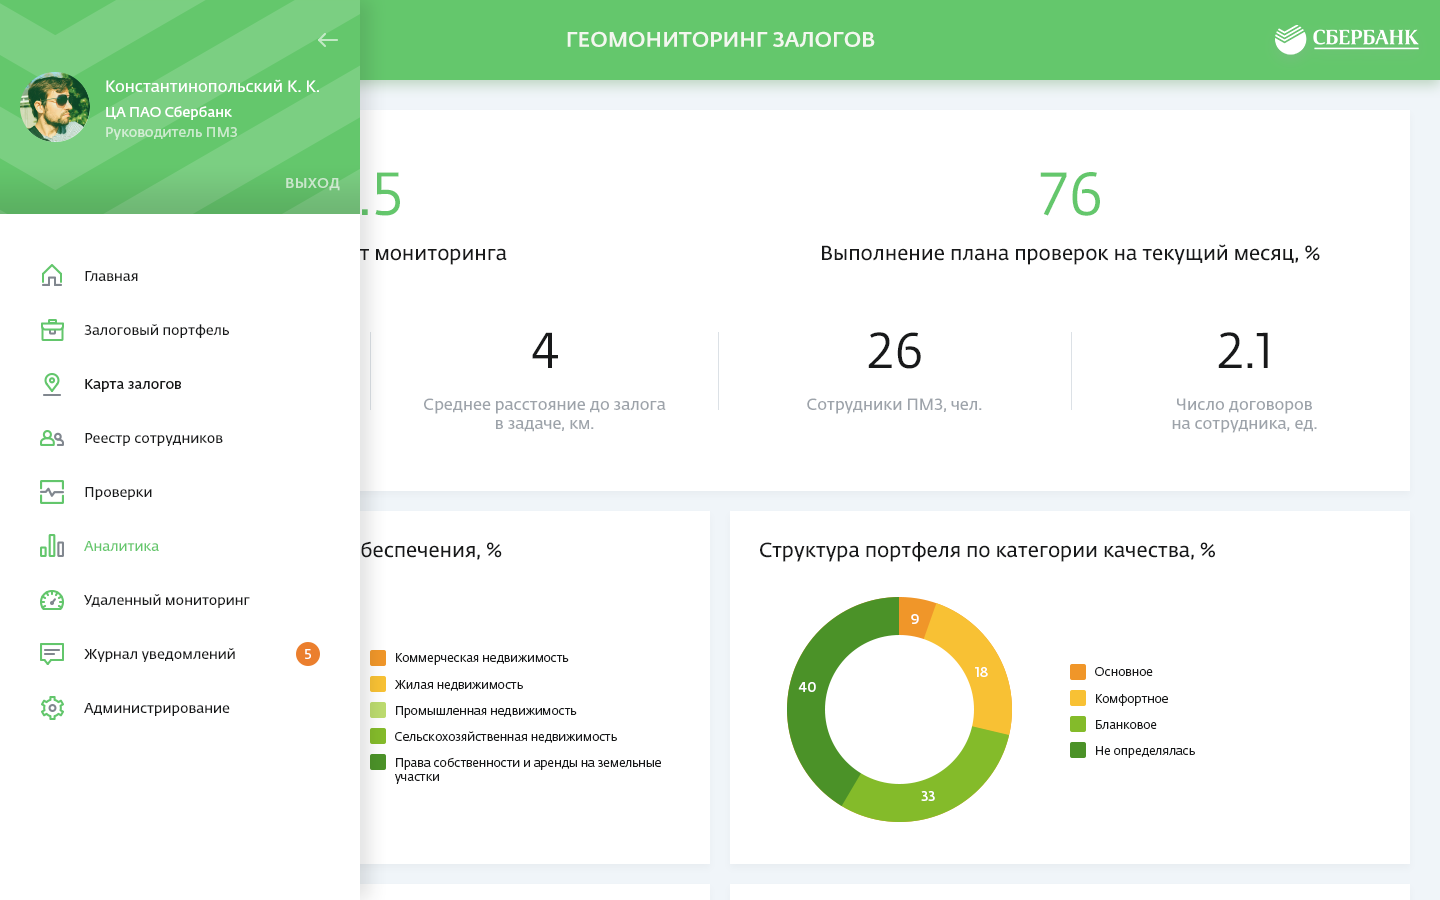 ГЕОМОНИТОРИНГ ЗАЛОГОВ
СБЕРБАНК
Константинопольский К. К.
ЦА ПАО Сбербанк
Руководитель ПМЗ
ВЫХОД
Главная
Залоговый портфель
Карта залогов
Реестр сотрудников
Проверки
Аналитика
Удаленный мониторинг
Журнал уведомлений 5
Администрирование
.5
т мониторинга
76
Выполнение плана проверок на текущий месяц, %
4
Среднее расстояние до залога
в задаче, км.
26
Сотрудники ПМЗ, чел.
2.1
Число договоров
на сотрудника, ед.
беспечения, %
Коммерческая недвижимость
Жилая недвижимость
Промышленная недвижимость
Сельскохозяйственная недвижимость
Права собственности и аренды на земельные
участки
Структура портфеля по категории качества, %
9
18
40
33
Основное
Комфортное
Бланковое
Не определялась